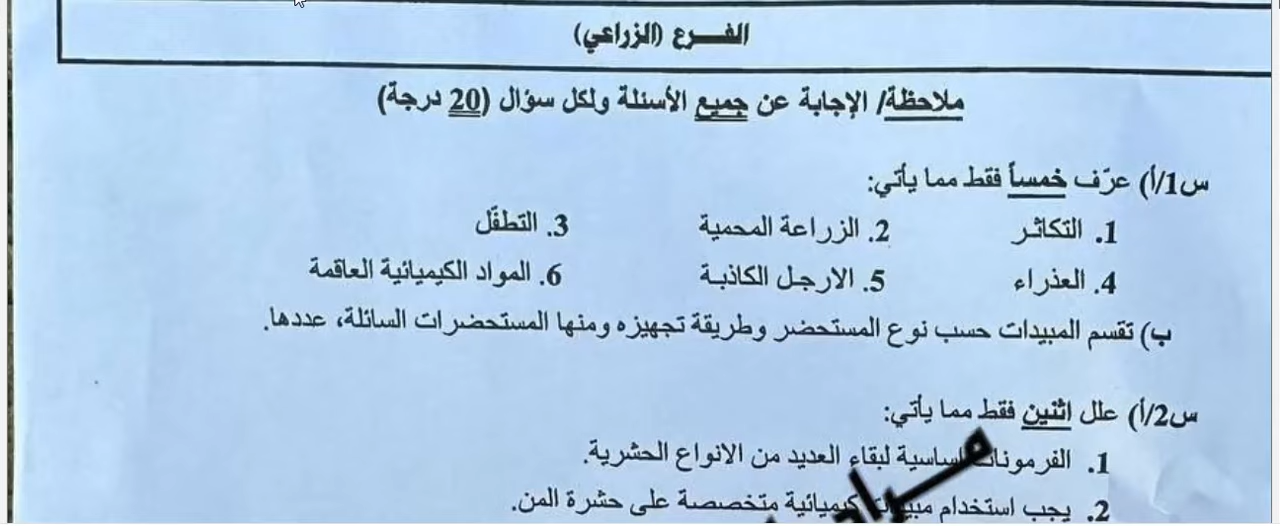 الفـــرع (الزراعي)
ملاحظة/ الإجابة عن جميع الأسئلة ولكل سؤال (20 درجة)
س1/أ) عرّف خمساً فقط مما يأتي:
1. التكاثر 2. الزراعة المحمية 3. التطفّل
4. العذراء 5. الارجل الكاذبة 6. المواد الكيميائية العاقمة
ب) تقسم المبيدات حسب نوع المستحضر وطريقة تجهيزه ومنها المستحضرات السائلة، عددها.
س2/أ) علل اثنين فقط مما يأتي:
1. الفرمونات اساسية لبقاء العديد من الانواع الحشرية.
2. يجب استخدام مبيدات كيميائية متخصصة على حشرة المن.